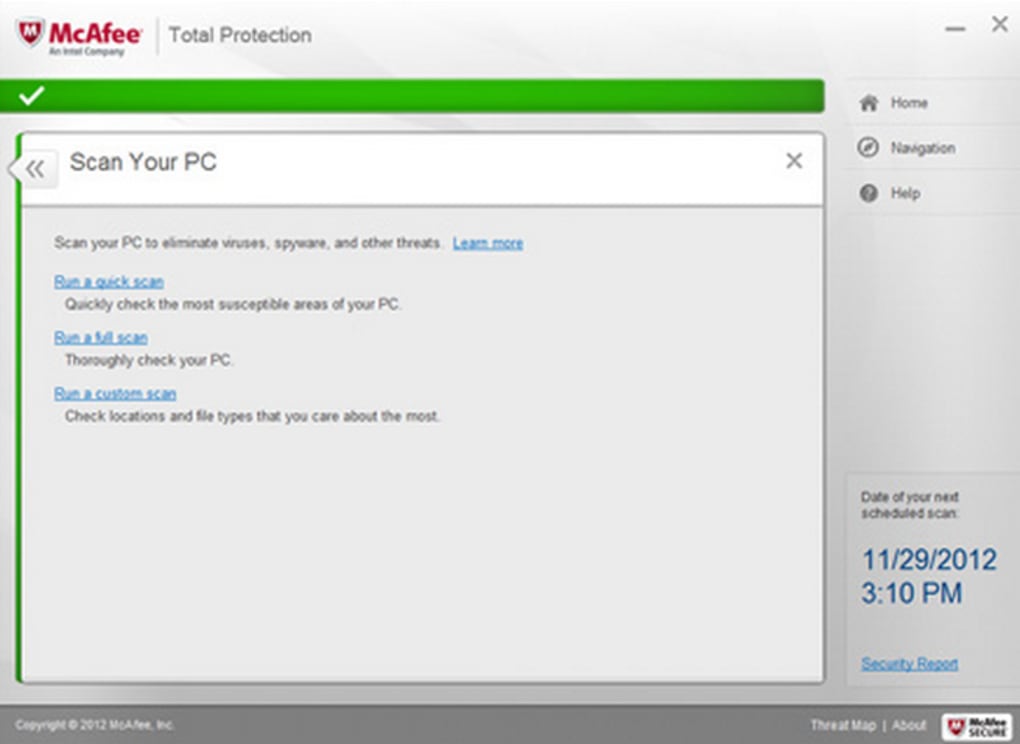 McAfee
An Intel Company
Total Protection
Home
Navigation
Help
Scan Your PC
Scan your PC to eliminate viruses, spyware, and other threats. Learn more
Run a quick scan
Quickly check the most susceptible areas of your PC.
Run a full scan
Thoroughly check your PC.
Run a custom scan
Check locations and file types that you care about the most.
Date of your next
scheduled scan:
11/29/2012
3:10 PM
Security Report
Copyright © 2012 McAfee, Inc.
Threat Map | About
McAfee
SECURE